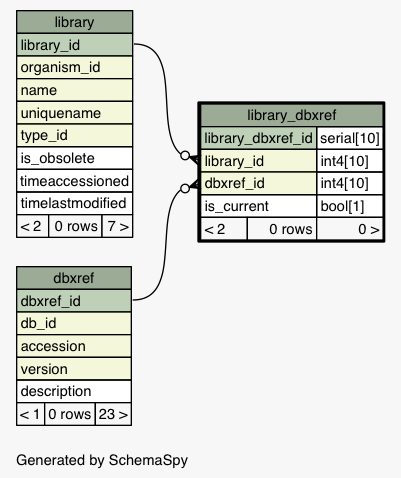 library
library_id
organism_id
name
uniquename
type_id
is_obsolete
timeaccessioned
timelastmodified
< 2 0 rows 7 >
library_dbxref
library_dbxref_id serial[10]
library_id int4[10]
dbxref_id int4[10]
is_current bool[1]
< 2 0 rows 0 >
dbxref
dbxref_id
db_id
accession
version
description
< 1 0 rows 23 >
Generated by SchemaSpy